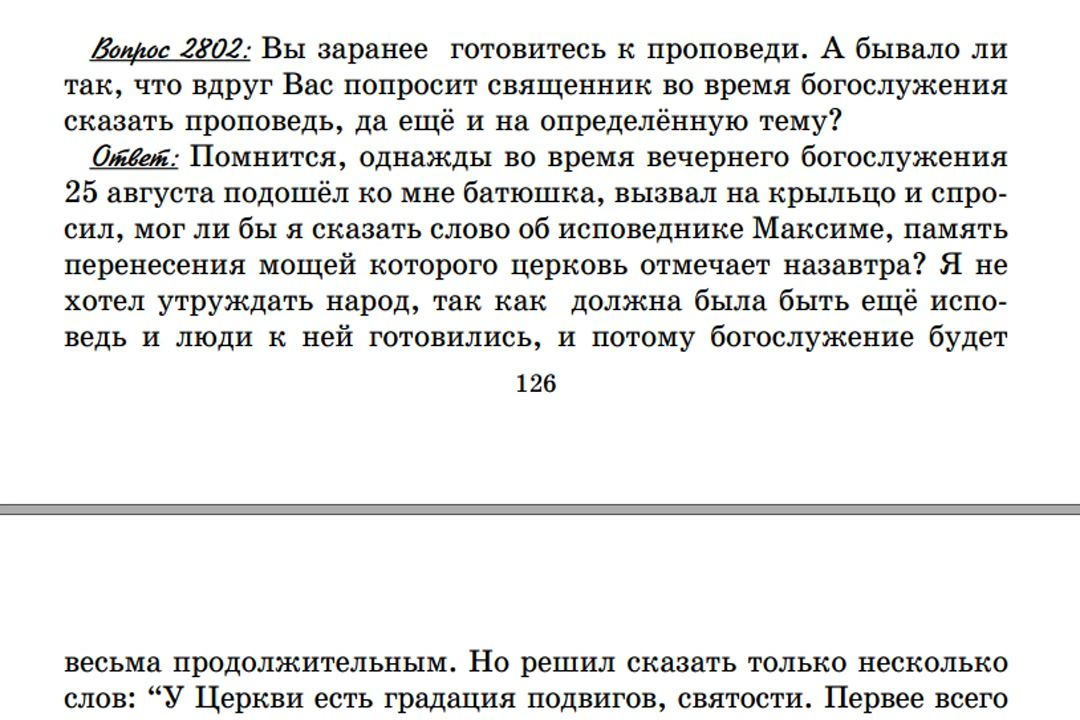 Вопрос 2802: Вы заранее готовитесь к проповеди. А бывало ли
так, что вдруг Вас попросит священник во время богослужения
сказать проповедь, да ещё и на определённую тему?
Ответ: Помнится, однажды во время вечернего богослужения
25 августа подошёл ко мне батюшка, вызвал на крыльцо и спро-
сил, мог ли бы я сказать слово об исповеднике Максиме, память
перенесения мощей которого церковь отмечает назавтра? Я не
хотел утруждать народ, так как должна была быть ещё испо-
ведь и люди к ней готовились, и потому богослужение будет
126
весьма продолжительным. Но решил сказать только несколько
слов: “У Церкви есть градация подвигов, святости. Первее всего